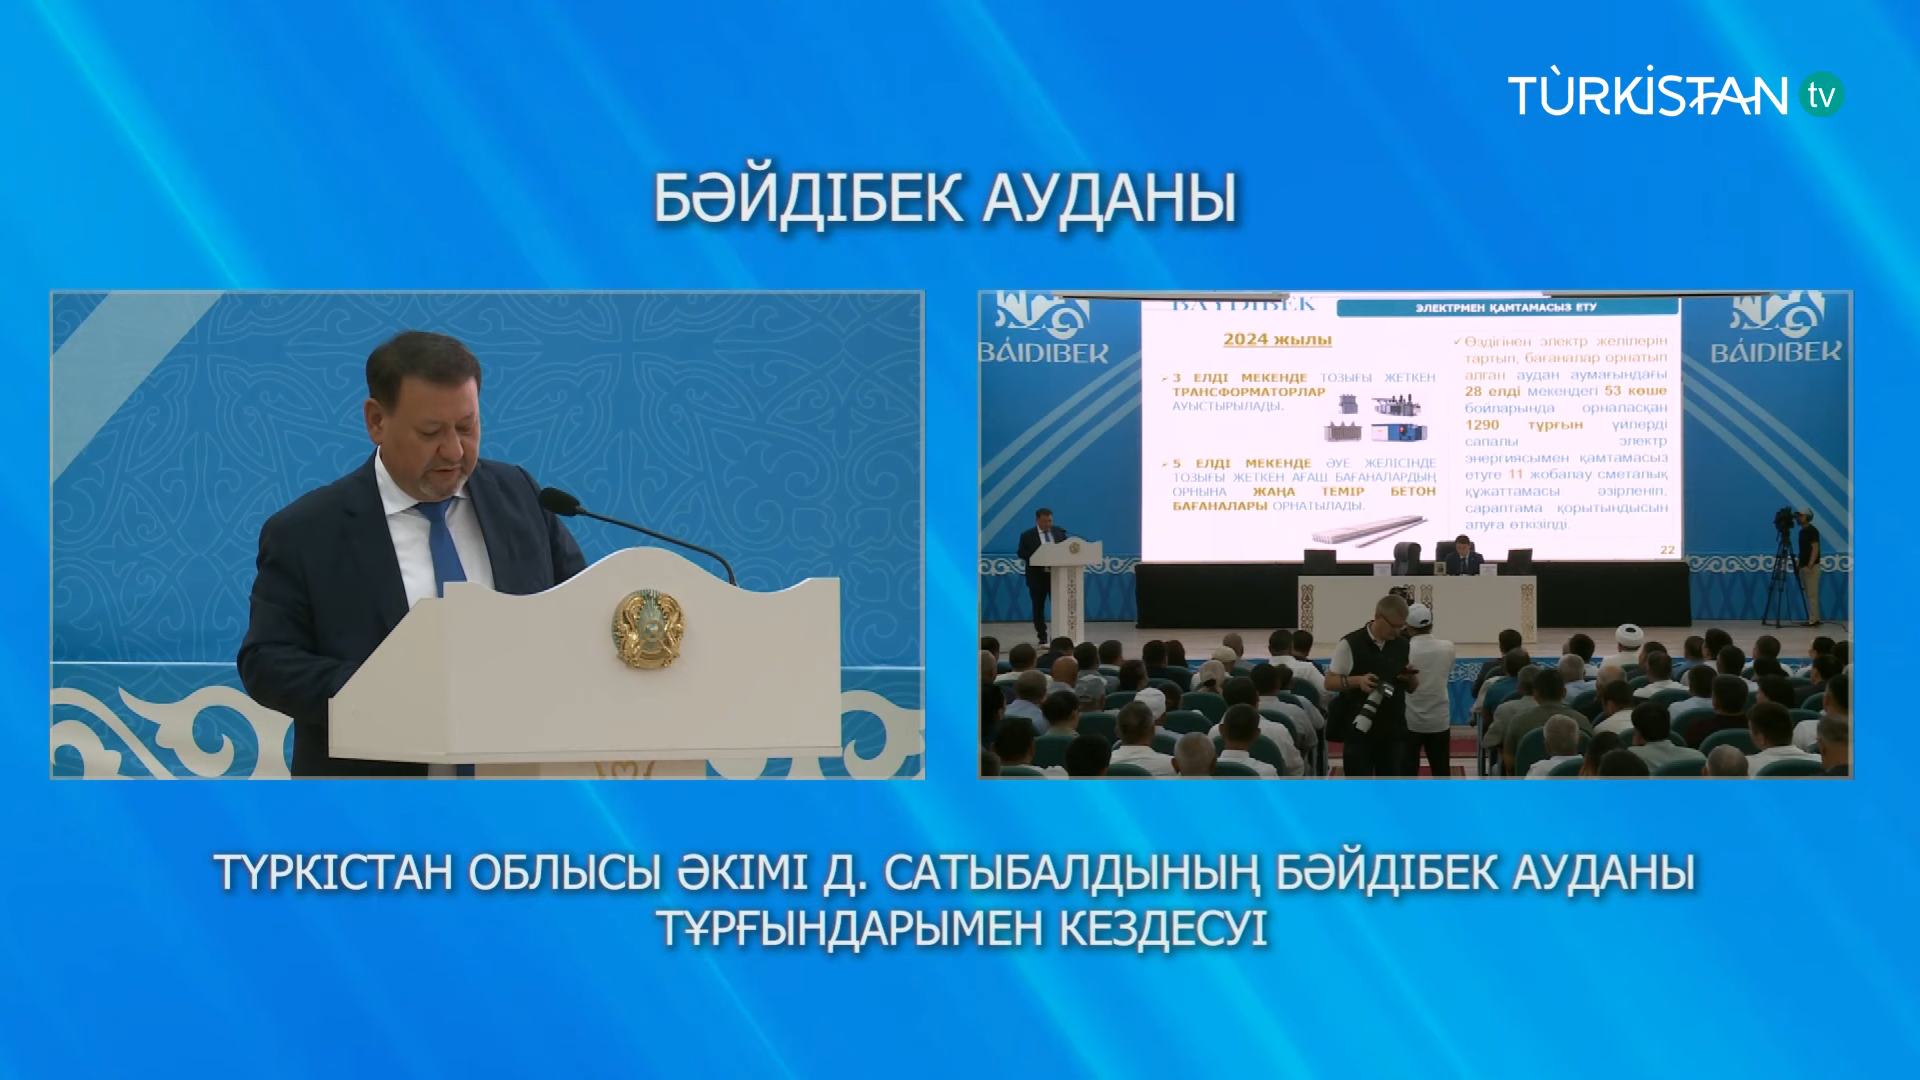 TÙRKİSTAN tv
БӘЙДІБЕК АУДАНЫ
BÁIDIBEK
BAYDIBEK
ЭЛЕКТРМЕН ҚАМТАМАСЫЗ ЕТУ
BÁIDIBEK
2024 жылы
3 ЕЛДІ МЕКЕНДЕ ТОЗЫҒЫ ЖЕТКЕН
ТРАНСФОРМАТОРЛАР
АУЫСТЫРЫЛАДЫ.
5 ЕЛДІ МЕКЕНДЕ ӘУЕ ЖЕЛІСІНДЕ
ТОЗЫҒЫ ЖЕТКЕН АҒАШ БАҒАНАЛАРДЫҢ
ОРНЫНА ЖАҢА ТЕМІР БЕТОН
БАҒАНАЛАРЫ ОРНАТЫЛАДЫ.
Өздігінен электр желілерін
тартып, бағаналар орнатып
алған аудан аумағындағы
28 елді мекендегі 53 көше
бойларында орналасқан
1290 тұрғын үйлерді
сапалы электр
энергиясымен қамтамасыз
етуге 11 жобалау сметалық
құжаттамасы әзірленіп,
сараптама қорытындысын
алуға өткізілді.
22
ТҮРКІСТАН ОБЛЫСЫ ӘКІМІ Д. САТЫБАЛДЫНЫҢ БӘЙДІБЕК АУДАНЫ
ТҰРҒЫНДАРЫМЕН КЕЗДЕСУІ